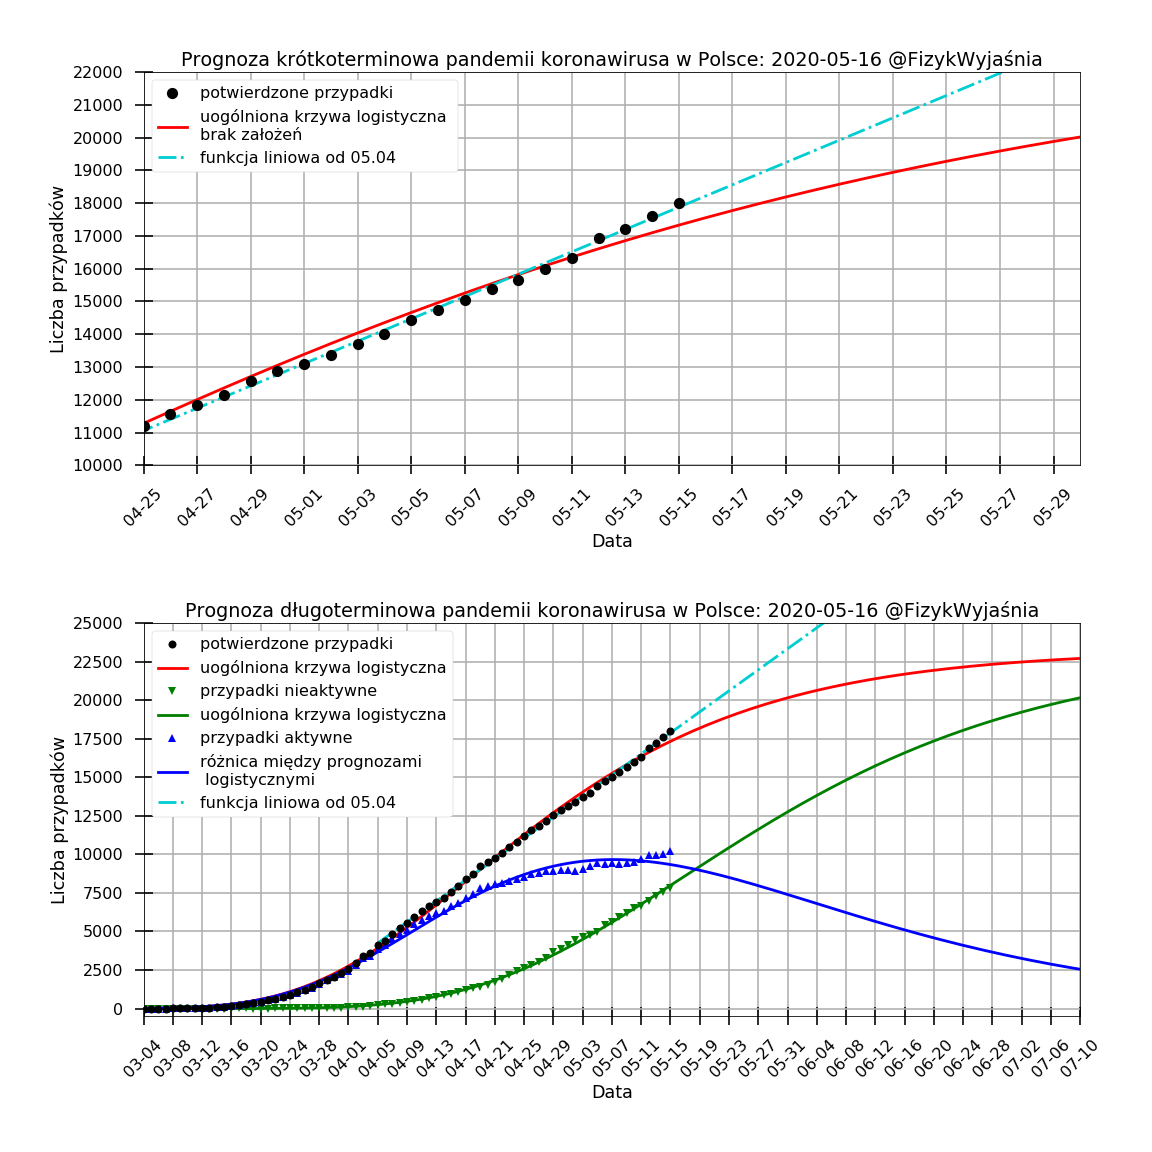 Prognoza krótkoterminowa pandemii koronawirusa w Polsce: 2020-05-16 @FizykWyjaśnia
22000
21000
20000
19000
18000
17000
16000
15000
14000
13000
12000
11000
10000
Liczba przypadków
potwierdzone przypadki
uogólniona krzywa logistyczna
brak założeń
funkcja liniowa od 05.04
04-25 04-27 04-29 05-01 05-03 05-05 05-07 05-09 05-11 05-13 05-15 05-17 05-19 05-21 05-23 05-25 05-27 05-29
Data
Prognoza długoterminowa pandemii koronawirusa w Polsce: 2020-05-16 @FizykWyjaśnia
25000
22500
20000
17500
15000
12500
10000
7500
5000
2500
0
Liczba przypadków
potwierdzone przypadki
uogólniona krzywa logistyczna
przypadki nieaktywne
uogólniona krzywa logistyczna
przypadki aktywne
różnica między prognozami
logistycznymi
funkcja liniowa od 05.04
03-04 03-08 03-12 03-16 03-20 03-24 03-28 04-01 04-05 04-09 04-13 04-17 04-21 04-25 04-29 05-03 05-07 05-11 05-15 05-19 05-23 05-27 05-31 06-04 06-08 06-12 06-16 06-20 06-24 06-28 07-02 07-06 07-10
Data